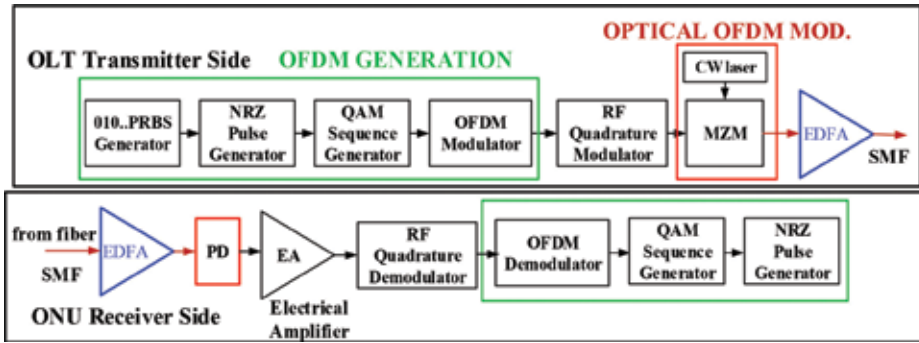 OPTICAL OFDM MOD.
OLT Transmitter Side
OFDM GENERATION
CW laser
010..PRBS
Generator
NRZ
Pulse
Generator
QAM
Sequence
Generator
OFDM
Modulator
RF
Quadrature
Modulator
MZM
EDFA
SMF
from fiber
SMF
EDFA
PD
EA
Electrical
Amplifier
RF
Quadrature
Demodulator
OFDM
Demodulator
QAM
Sequence
Generator
NRZ
Pulse
Generator
ONU Receiver Side